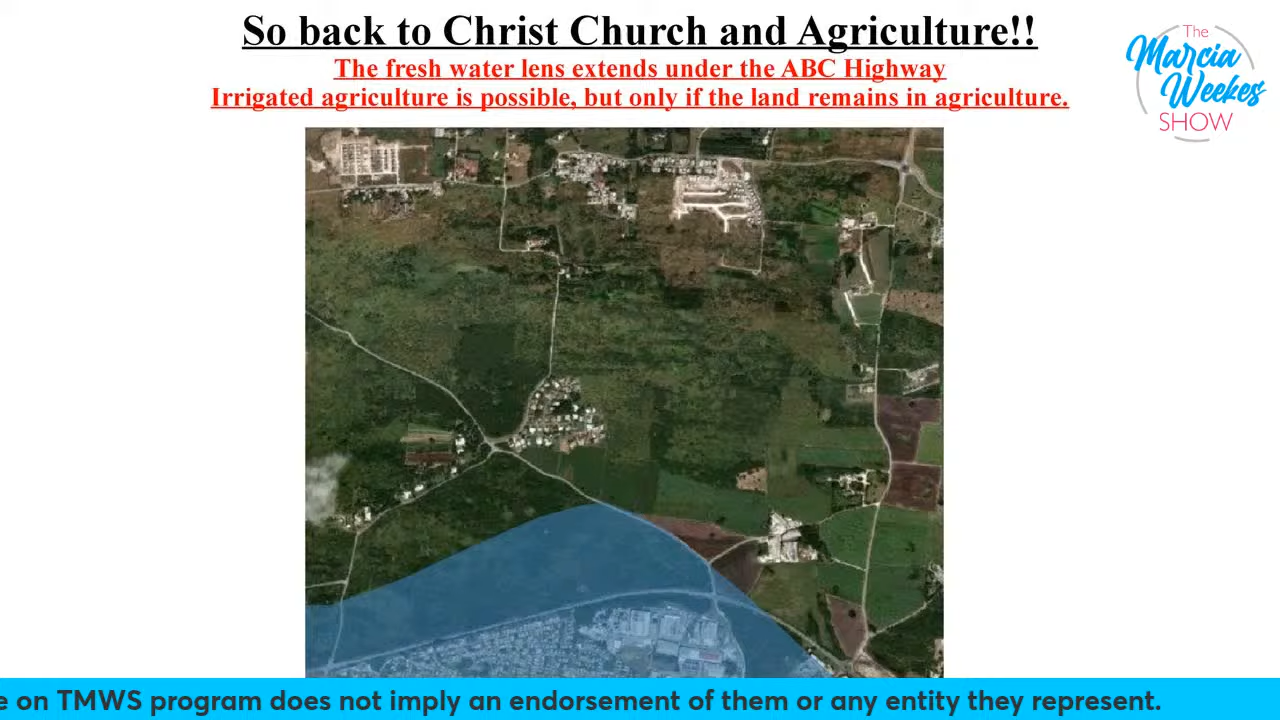 So back to Christ Church and Agriculture!!
The fresh water lens extends under the ABC Highway
Irrigated agriculture is possible, but only if the land remains in agriculture.
The
Marcia
Weekes
SHOW
e on TMWS program does not imply an endorsement of them or any entity they represent.